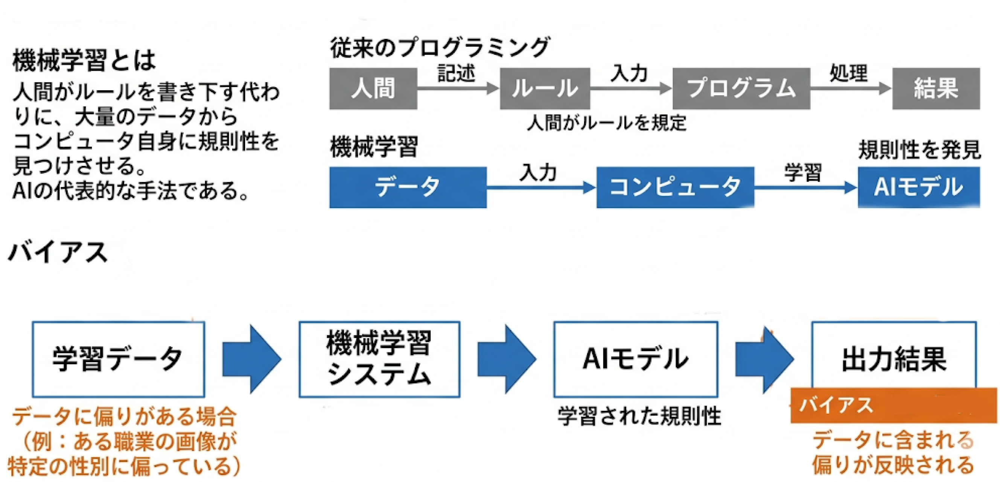 機械学習とは
人間がルールを書き下す代わ
りに、大量のデータから
コンピュータ自身に規則性を
見つけさせる。
AIの代表的な手法である。
従来のプログラミング
人間
記述
ルール
入力
プログラム
処理
結果
人間がルールを規定
機械学習
規則性を発見
データ
入力
コンピュータ
学習
AIモデル
バイアス
学習データ
機械学習
システム
AIモデル
出力結果
データに偏りがある場合
（例：ある職業の画像が
特定の性別に偏っている）
学習された規則性
バイアス
データに含まれる
偏りが反映される